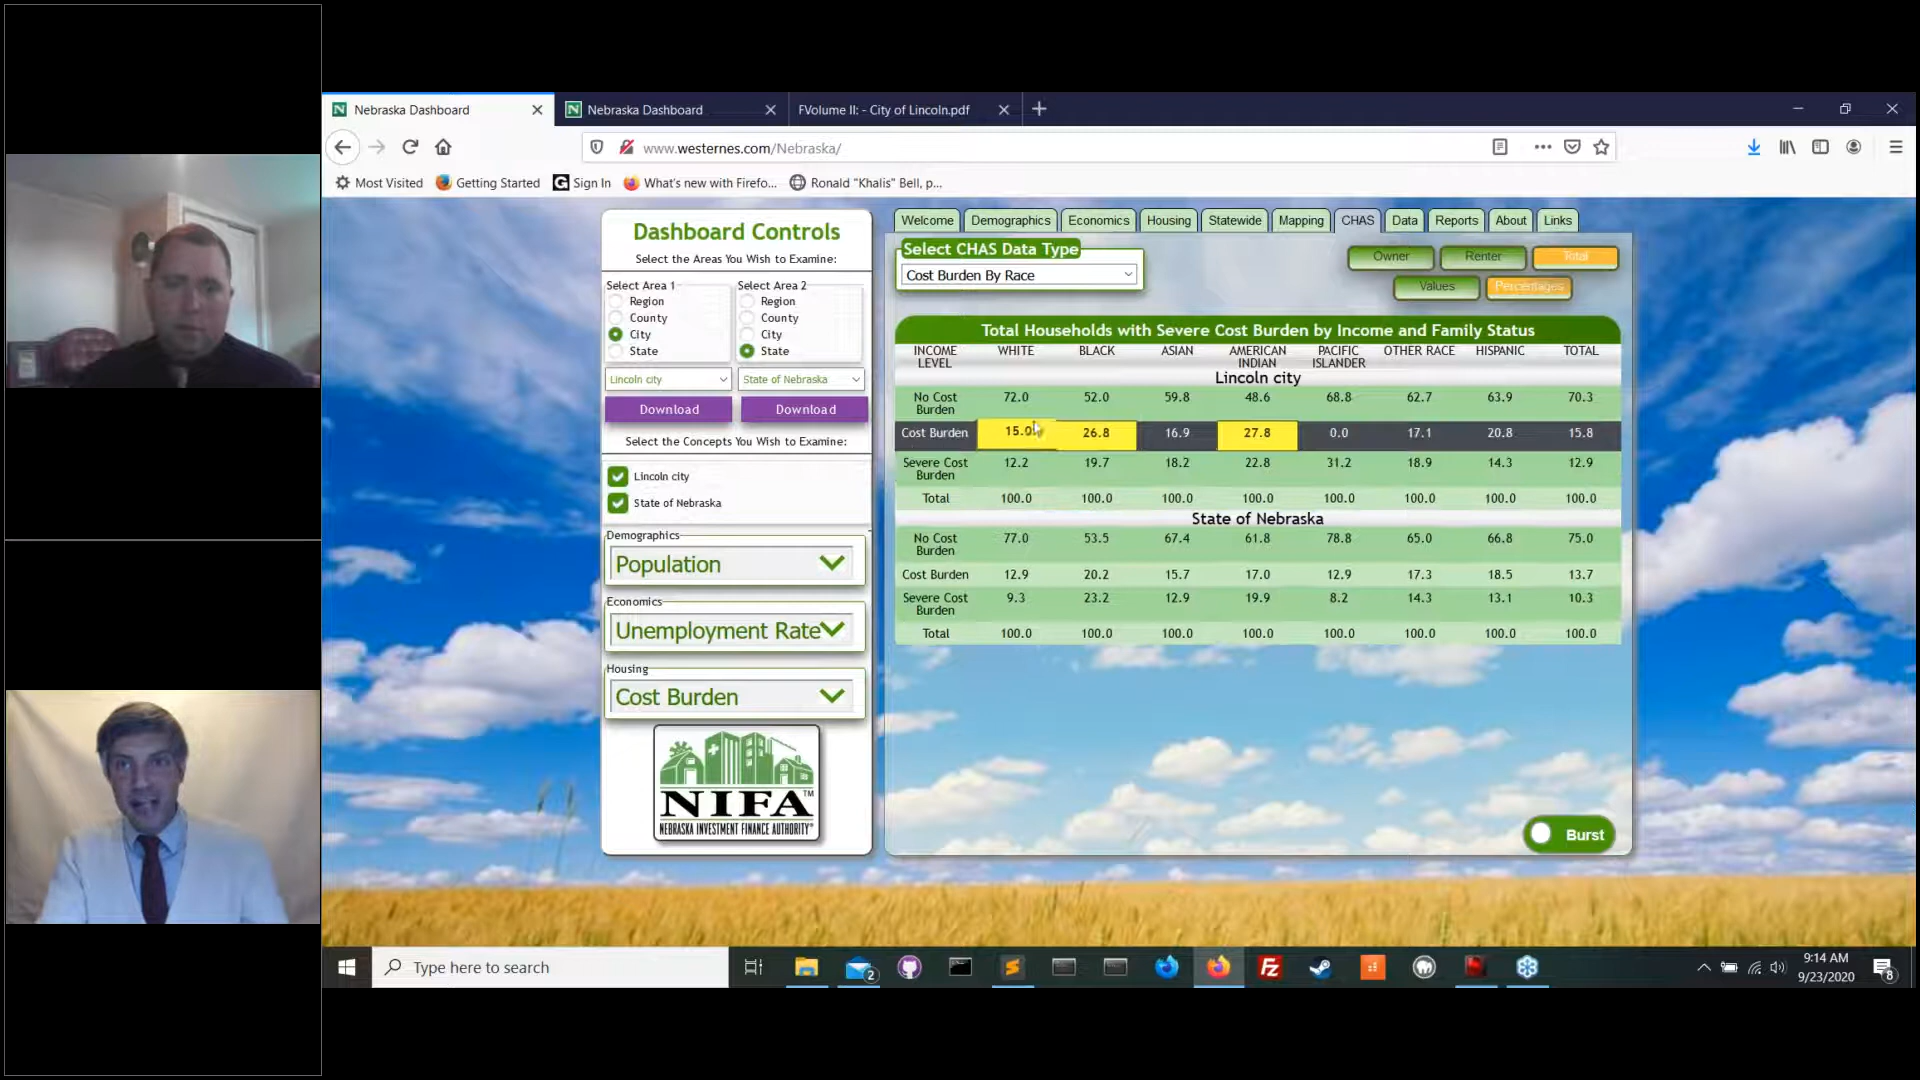 Nebraska Dashboard
Nebraska Dashboard
FVolume II: - City of Lincoln.pdf
www.westernes.com/Nebraska/
Most Visited
Getting Started
Sign In
What's new with Firefo...
Ronald "Khalis" Bell, p...
Dashboard Controls
Select the Areas You Wish to Examine:
Select Area 1
Select Area 2
Region
Region
County
County
City
City
State
State
Lincoln city
State of Nebraska
Download
Download
Select the Concepts You Wish to Examine:
Lincoln city
State of Nebraska
Demographics
Population
Economics
Unemployment Rate
Housing
Cost Burden
NIFA™
NEBRASKA INVESTMENT FINANCE AUTHORITY
Welcome Demographics Economics Housing Statewide Mapping CHAS Data Reports About Links
Select CHAS Data Type
Cost Burden By Race
Owner Renter Total
Values Percentages
Total Households with Severe Cost Burden by Income and Family Status
INCOME LEVEL WHITE BLACK ASIAN AMERICAN INDIAN PACIFIC ISLANDER OTHER RACE HISPANIC TOTAL
Lincoln city
No Cost Burden 72.0 52.0 59.8 48.6 68.8 62.7 63.9 70.3
Cost Burden 15.0 26.8 16.9 27.8 0.0 17.1 20.8 15.8
Severe Cost Burden 12.2 19.7 18.2 22.8 31.2 18.9 14.3 12.9
Total 100.0 100.0 100.0 100.0 100.0 100.0 100.0 100.0
State of Nebraska
No Cost Burden 77.0 53.5 67.4 61.8 78.8 65.0 66.8 75.0
Cost Burden 12.9 20.2 15.7 17.0 12.9 17.3 18.5 13.7
Severe Cost Burden 9.3 23.2 12.9 19.9 8.2 14.3 13.1 10.3
Total 100.0 100.0 100.0 100.0 100.0 100.0 100.0 100.0
Burst
Type here to search
2
9:14 AM
9/23/2020
8